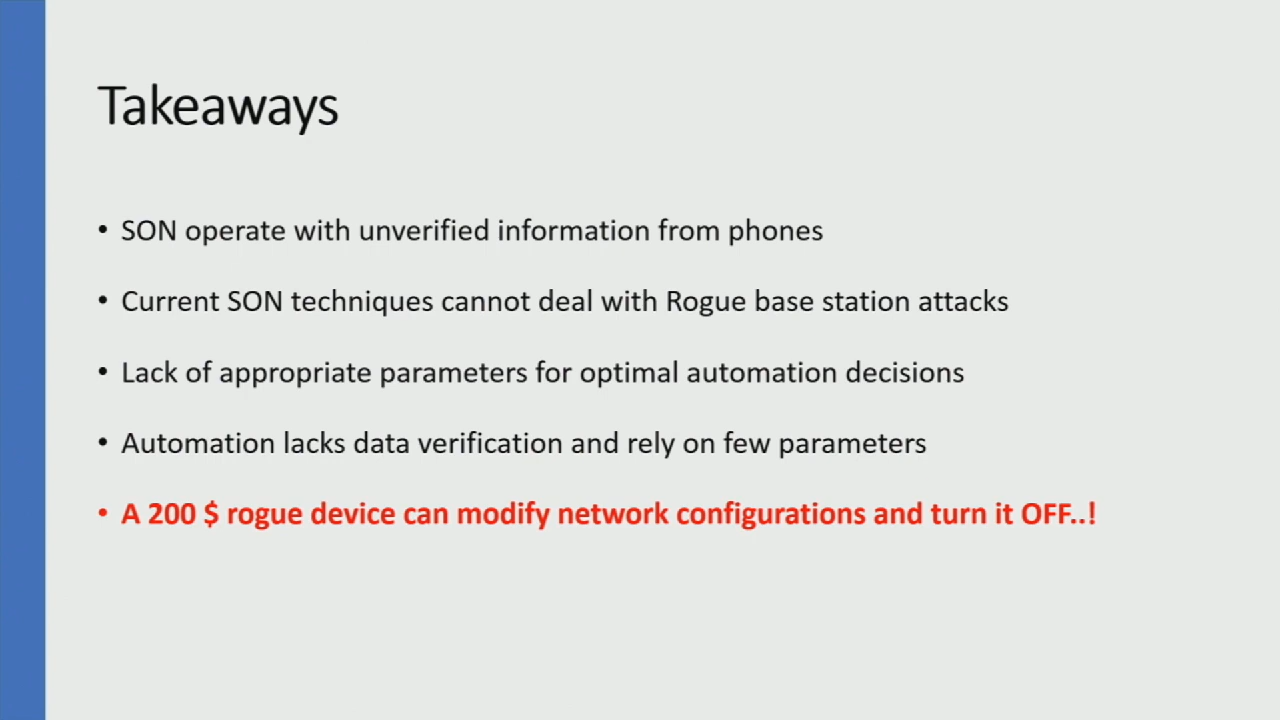 Takeaways
• SON operate with unverified information from phones
• Current SON techniques cannot deal with Rogue base station attacks
• Lack of appropriate parameters for optimal automation decisions
• Automation lacks data verification and rely on few parameters
• A 200 $ rogue device can modify network configurations and turn it OFF..!